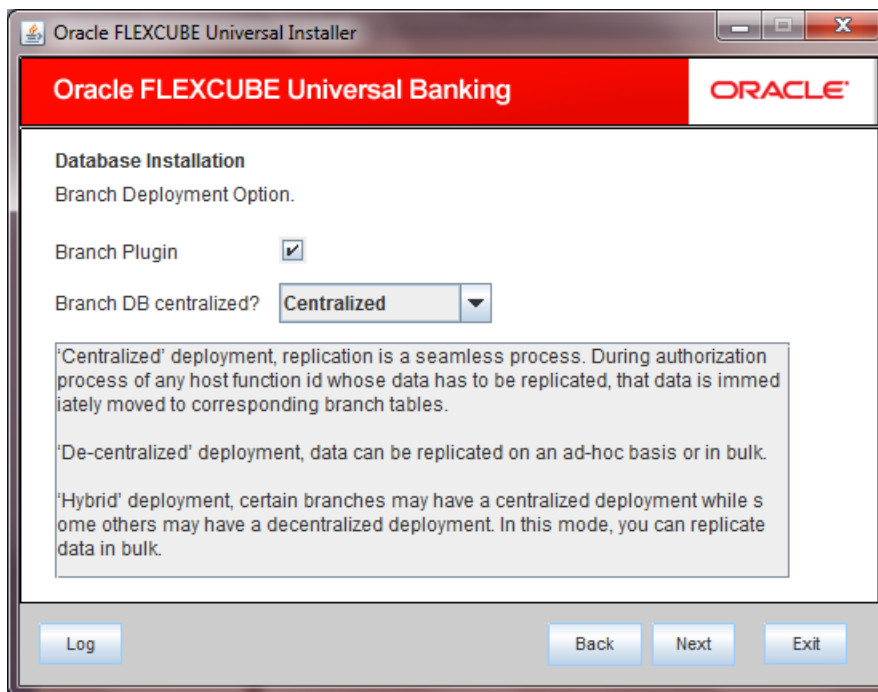 Oracle FLEXCUBE Universal Installer
Oracle FLEXCUBE Universal Banking
ORACLE
Database Installation
Branch Deployment Option.
Branch Plugin
Branch DB centralized? Centralized
‘Centralized’ deployment, replication is a seamless process. During authorization
process of any host function id whose data has to be replicated, that data is immed
iately moved to corresponding branch tables.
‘De-centralized’ deployment, data can be replicated on an ad-hoc basis or in bulk.
‘Hybrid’ deployment, certain branches may have a centralized deployment while s
ome others may have a decentralized deployment. In this mode, you can replicate
data in bulk.
Log Back Next Exit